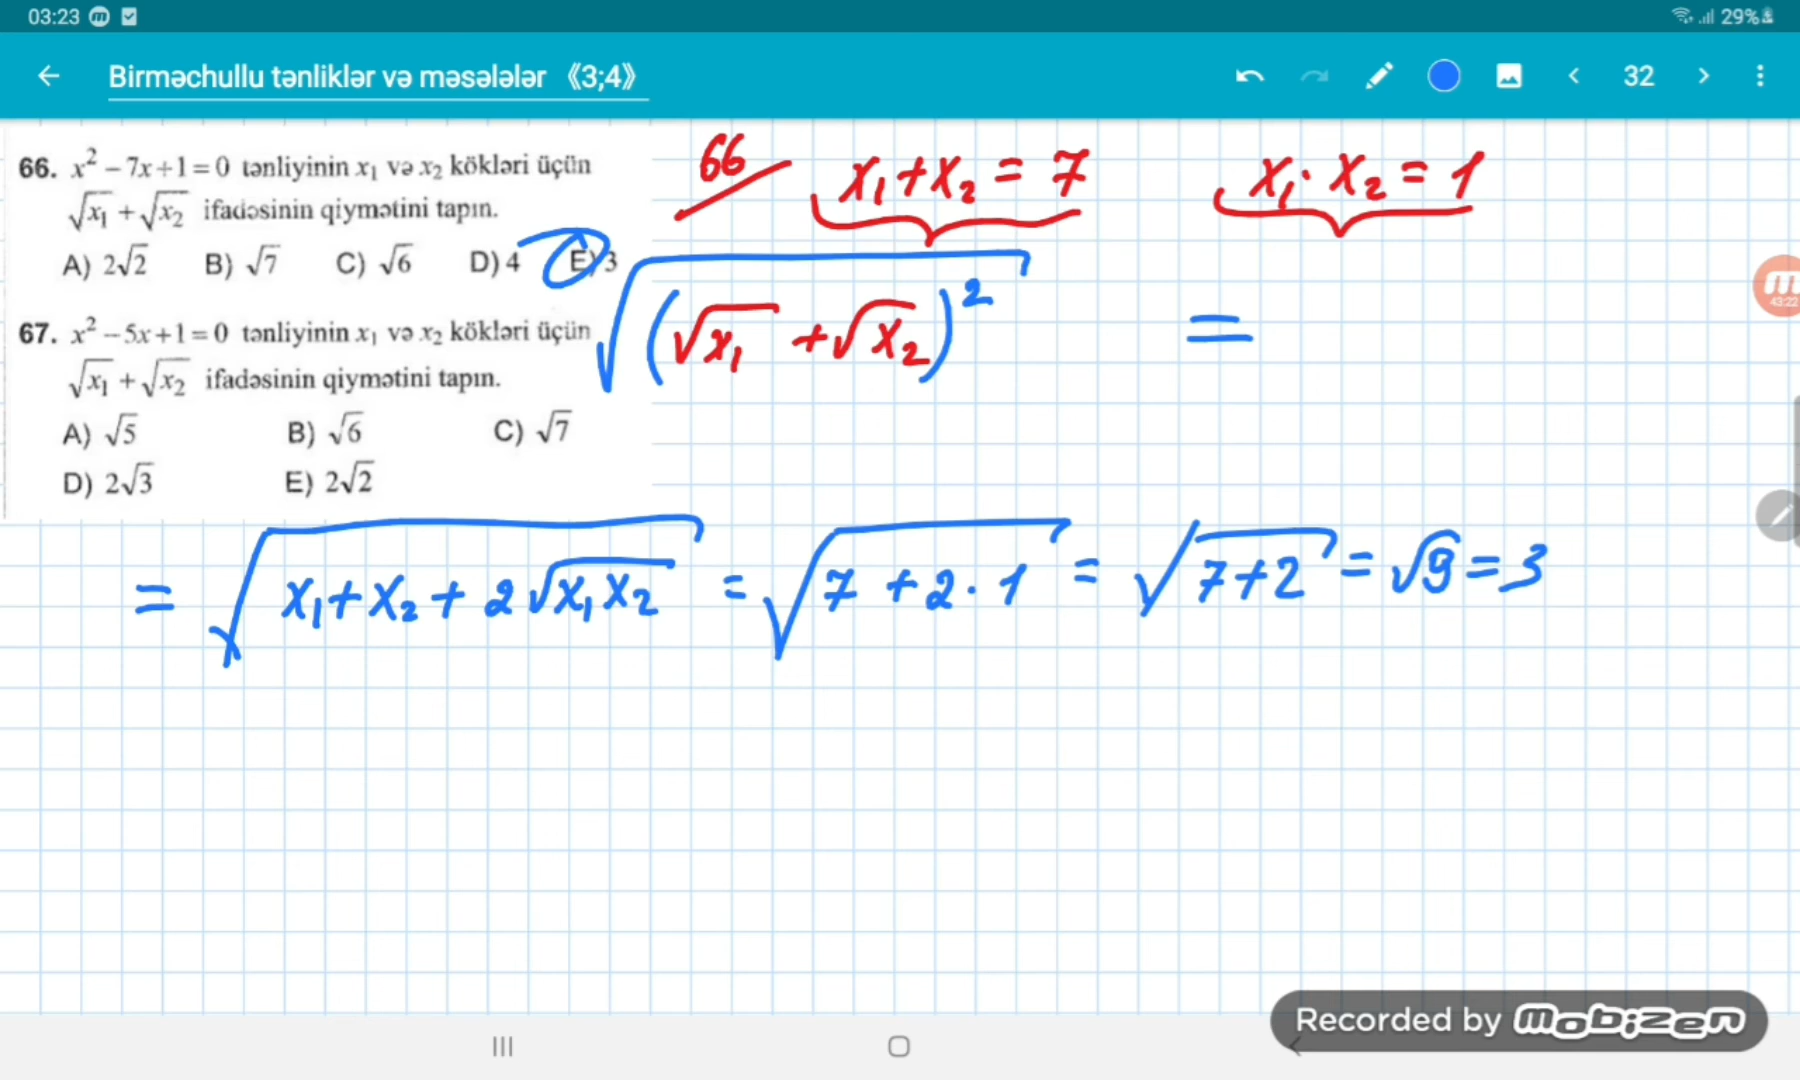 03:23 29%
Birməchullu tənliklər və məsələlər 《3;4》 32
66. x² – 7x + 1 = 0 tənliyinin x₁ və x₂ kökləri üçün
√x₁ + √x₂ ifadəsinin qiymətini tapın.
A) 2√2 B) √7 C) √6 D) 4 E) 3
67. x² – 5x + 1 = 0 tənliyinin x₁ və x₂ kökləri üçün
√x₁ + √x₂ ifadəsinin qiymətini tapın.
A) √5 B) √6 C) √7
D) 2√3 E) 2√2
66 x₁ + x₂ = 7 x₁ · x₂ = 1
√(√x₁ + √x₂)² =
= √(x₁ + x₂ + 2√(x₁x₂)) = √(7 + 2 · 1) = √(7+2) = √9 = 3
43:22
Recorded by mobizen